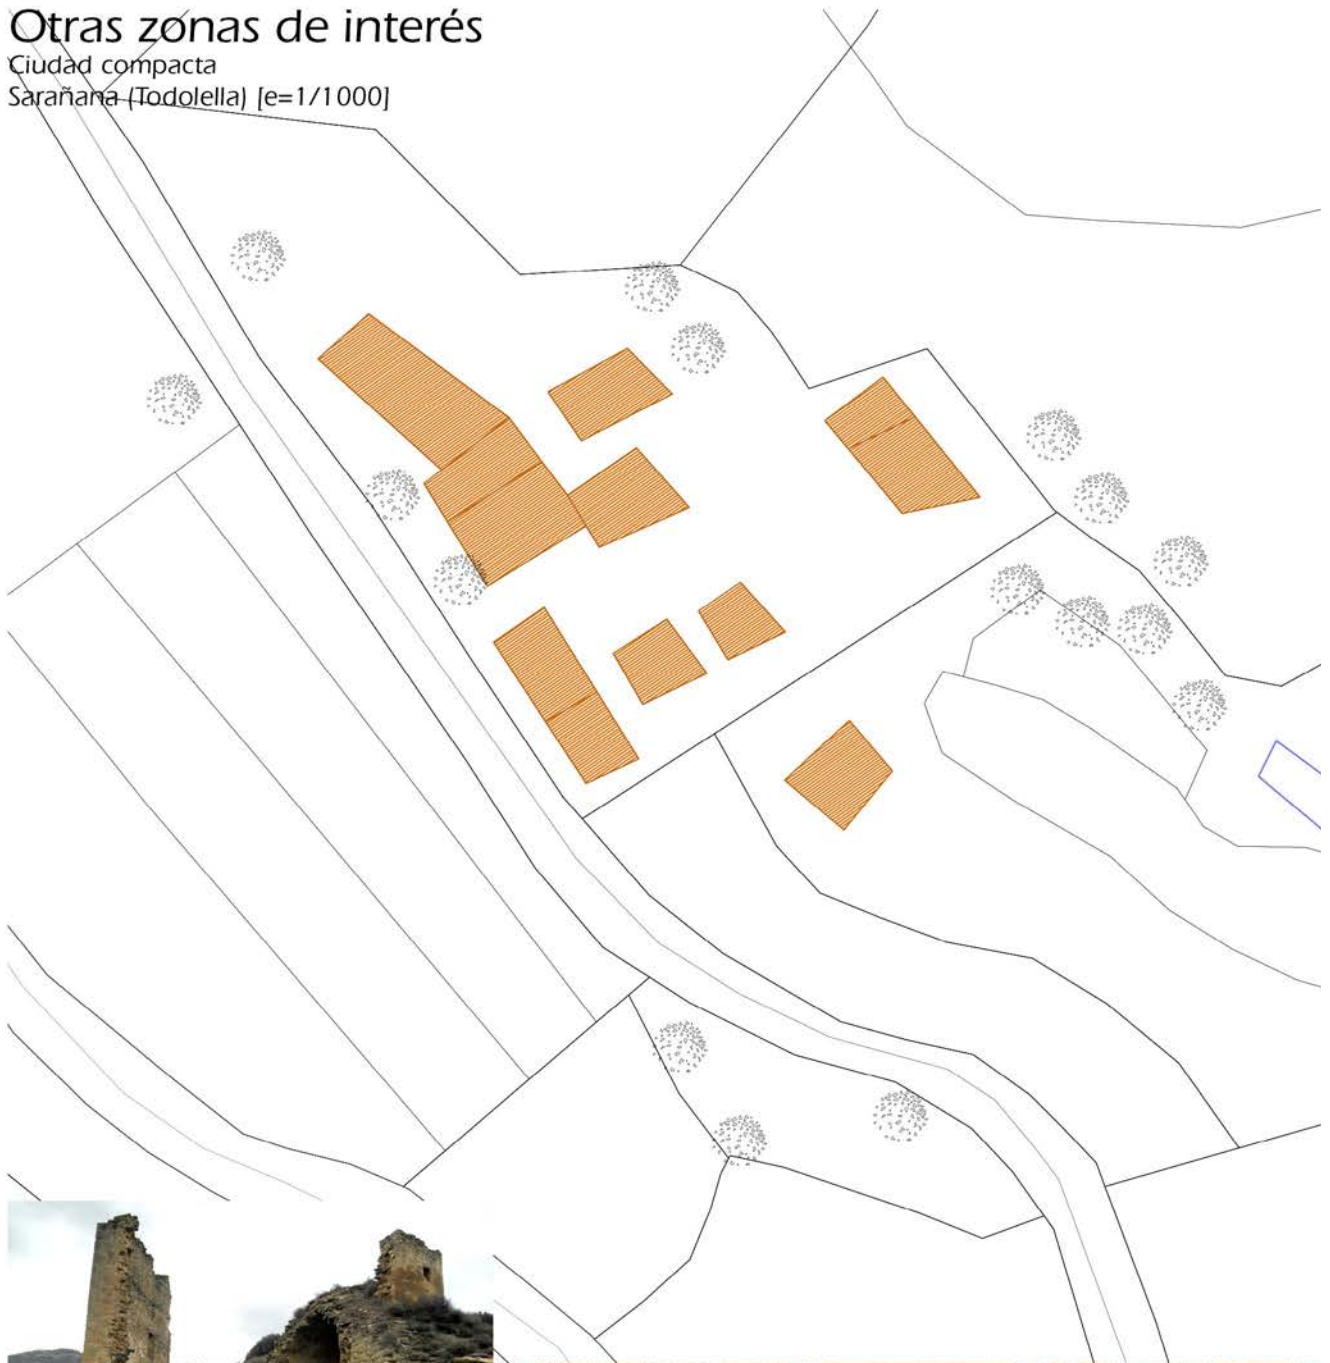 Otras zonas de interés
Ciudad compacta
Sarañana (Todolella) [e=1/1000]